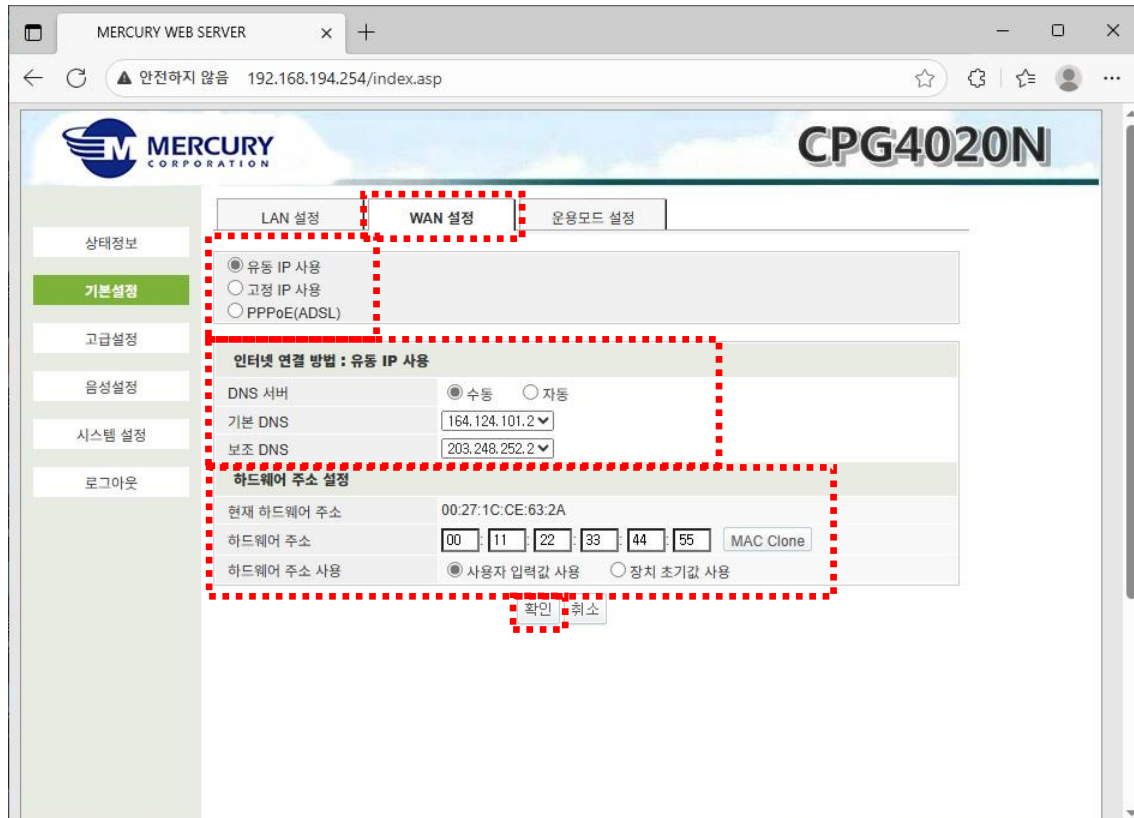 MERCURY WEB SERVER
안전하지 않음 192.168.194.254/index.asp
MERCURY
CORPORATION
CPG4020N
LAN 설정 WAN 설정 운용모드 설정
상태정보
기본설정
고급설정
음성설정
시스템 설정
로그아웃
유동 IP 사용
고정 IP 사용
PPPoE(ADSL)
인터넷 연결 방법 : 유동 IP 사용
DNS 서버 수동 자동
기본 DNS 164.124.101.2
보조 DNS 203.248.252.2
하드웨어 주소 설정
현재 하드웨어 주소 00:27:1C:CE:63:2A
하드웨어 주소 00 : 11 : 22 : 33 : 44 : 55 MAC Clone
하드웨어 주소 사용 사용자 입력값 사용 장치 초기값 사용
확인 취소